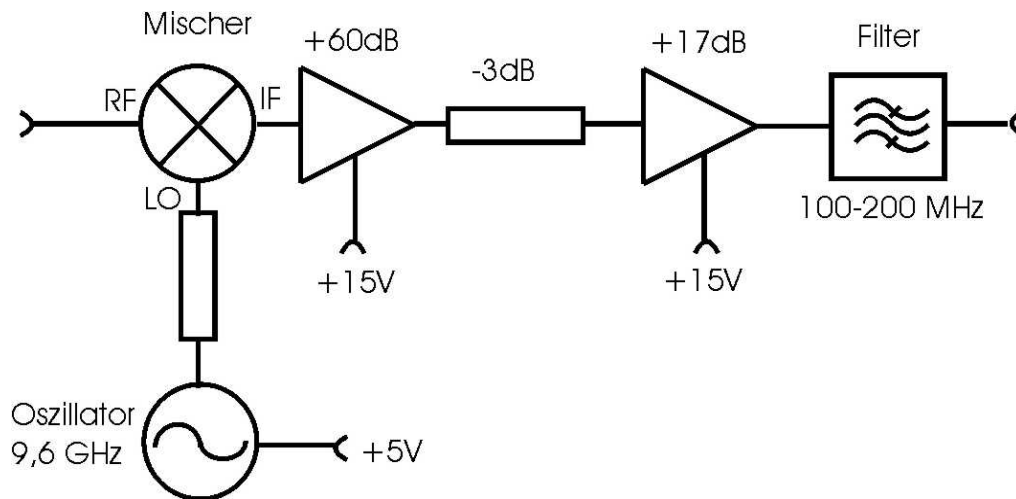 Mischer
+60dB
-3dB
+17dB
Filter
RF
IF
LO
100-200 MHz
+15V
+15V
Oszillator
9,6 GHz
+5V